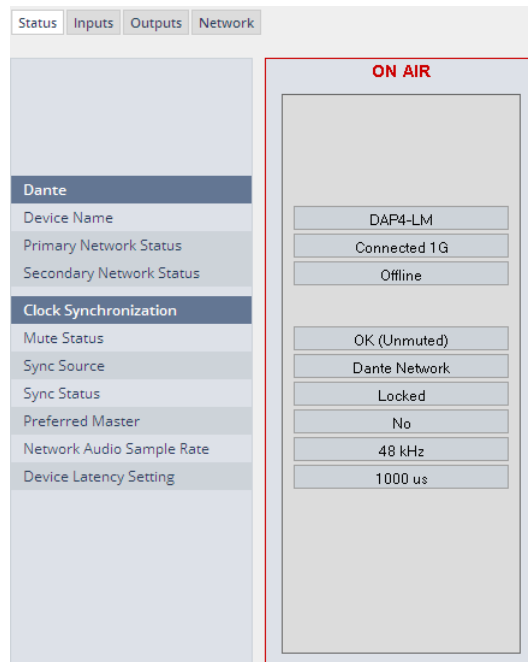 Status Inputs Outputs Network
ON AIR
Dante
Device Name DAP4-LM
Primary Network Status Connected 1G
Secondary Network Status Offline
Clock Synchronization
Mute Status OK (Unmuted)
Sync Source Dante Network
Sync Status Locked
Preferred Master No
Network Audio Sample Rate 48 kHz
Device Latency Setting 1000 us